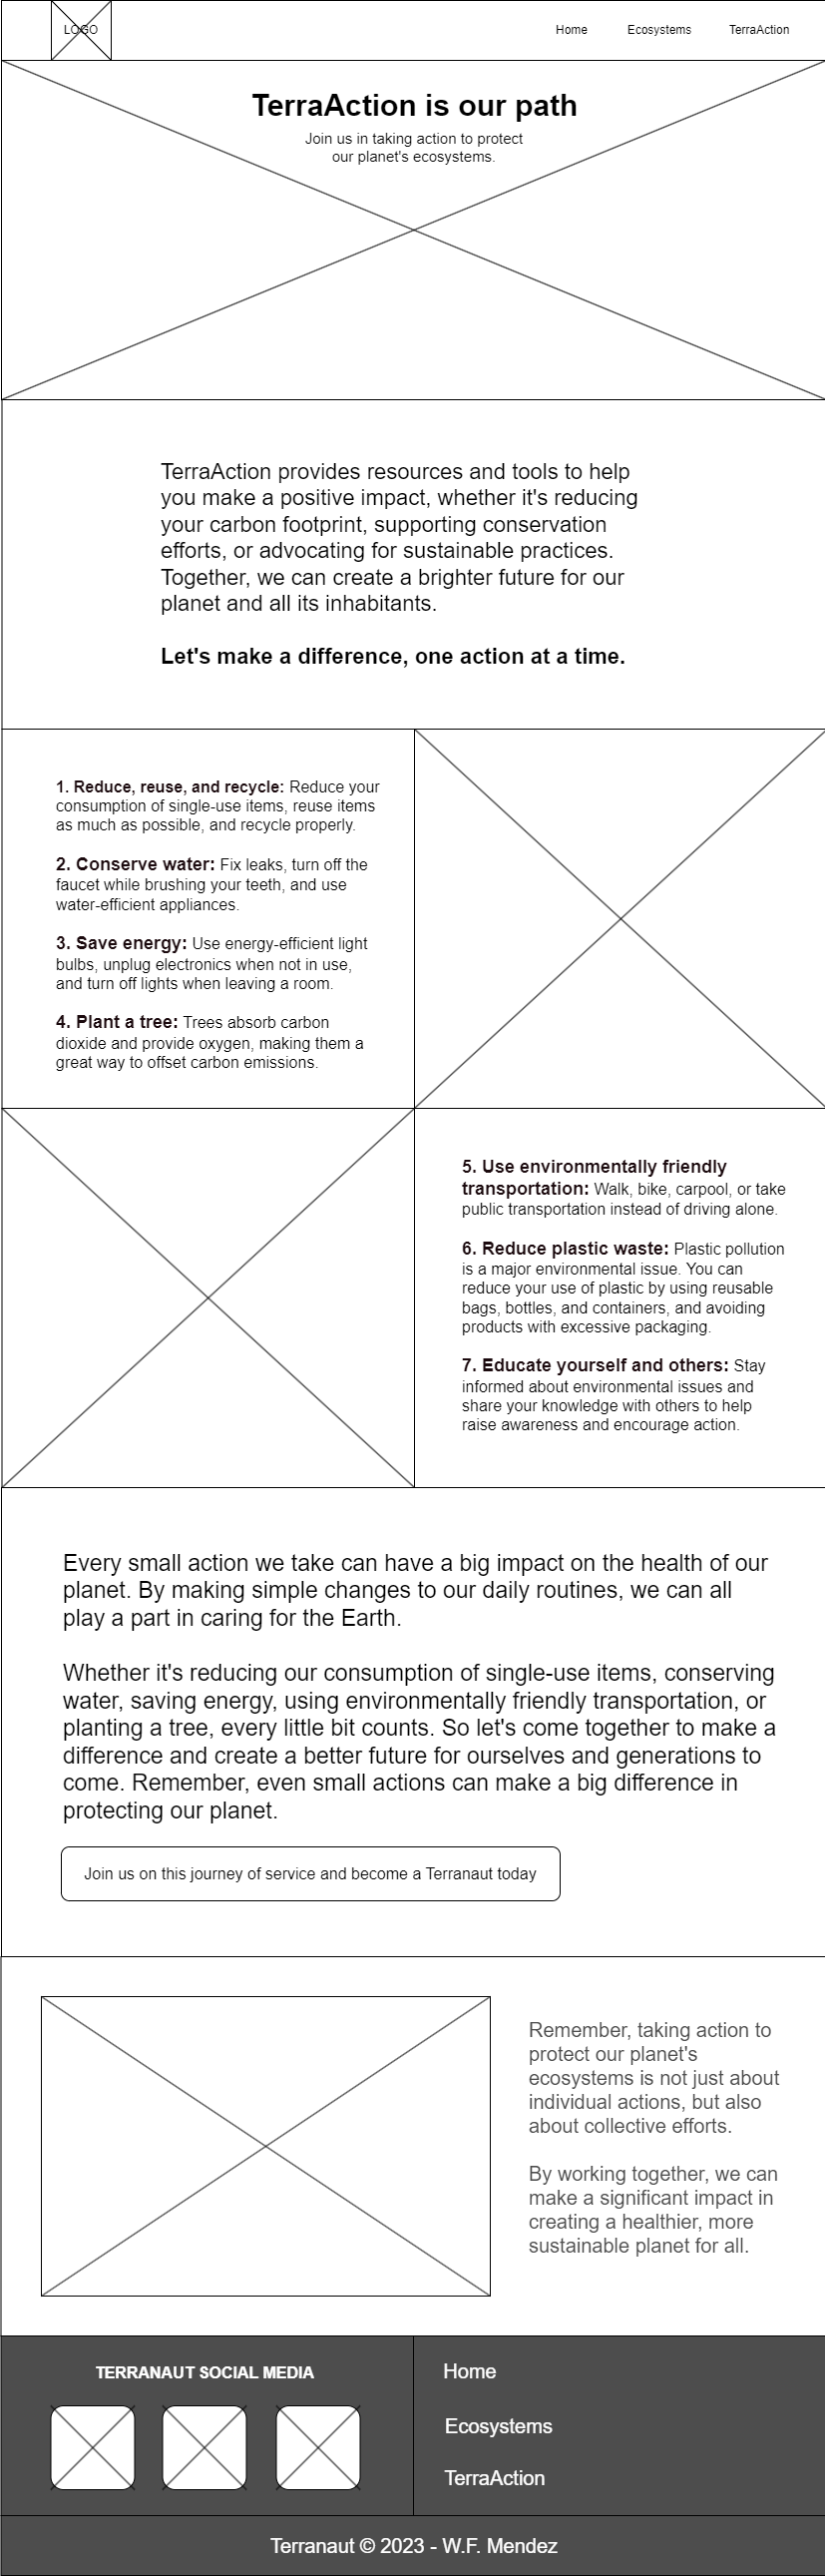 LOGO
Home
Ecosystems
TerraAction
TerraAction is our path
Join us in taking action to protect
our planet's ecosystems.
TerraAction provides resources and tools to help
you make a positive impact, whether it's reducing
your carbon footprint, supporting conservation
efforts, or advocating for sustainable practices.
Together, we can create a brighter future for our
planet and all its inhabitants.
Let's make a difference, one action at a time.
1. Reduce, reuse, and recycle: Reduce your
consumption of single-use items, reuse items
as much as possible, and recycle properly.
2. Conserve water: Fix leaks, turn off the
faucet while brushing your teeth, and use
water-efficient appliances.
3. Save energy: Use energy-efficient light
bulbs, unplug electronics when not in use,
and turn off lights when leaving a room.
4. Plant a tree: Trees absorb carbon
dioxide and provide oxygen, making them a
great way to offset carbon emissions.
5. Use environmentally friendly
transportation: Walk, bike, carpool, or take
public transportation instead of driving alone.
6. Reduce plastic waste: Plastic pollution
is a major environmental issue. You can
reduce your use of plastic by using reusable
bags, bottles, and containers, and avoiding
products with excessive packaging.
7. Educate yourself and others: Stay
informed about environmental issues and
share your knowledge with others to help
raise awareness and encourage action.
Every small action we take can have a big impact on the health of our
planet. By making simple changes to our daily routines, we can all
play a part in caring for the Earth.
Whether it's reducing our consumption of single-use items, conserving
water, saving energy, using environmentally friendly transportation, or
planting a tree, every little bit counts. So let's come together to make a
difference and create a better future for ourselves and generations to
come. Remember, even small actions can make a big difference in
protecting our planet.
Join us on this journey of service and become a Terranaut today
Remember, taking action to
protect our planet's
ecosystems is not just about
individual actions, but also
about collective efforts.
By working together, we can
make a significant impact in
creating a healthier, more
sustainable planet for all.
TERRANAUT SOCIAL MEDIA
Home
Ecosystems
TerraAction
Terranaut © 2023 - W.F. Mendez